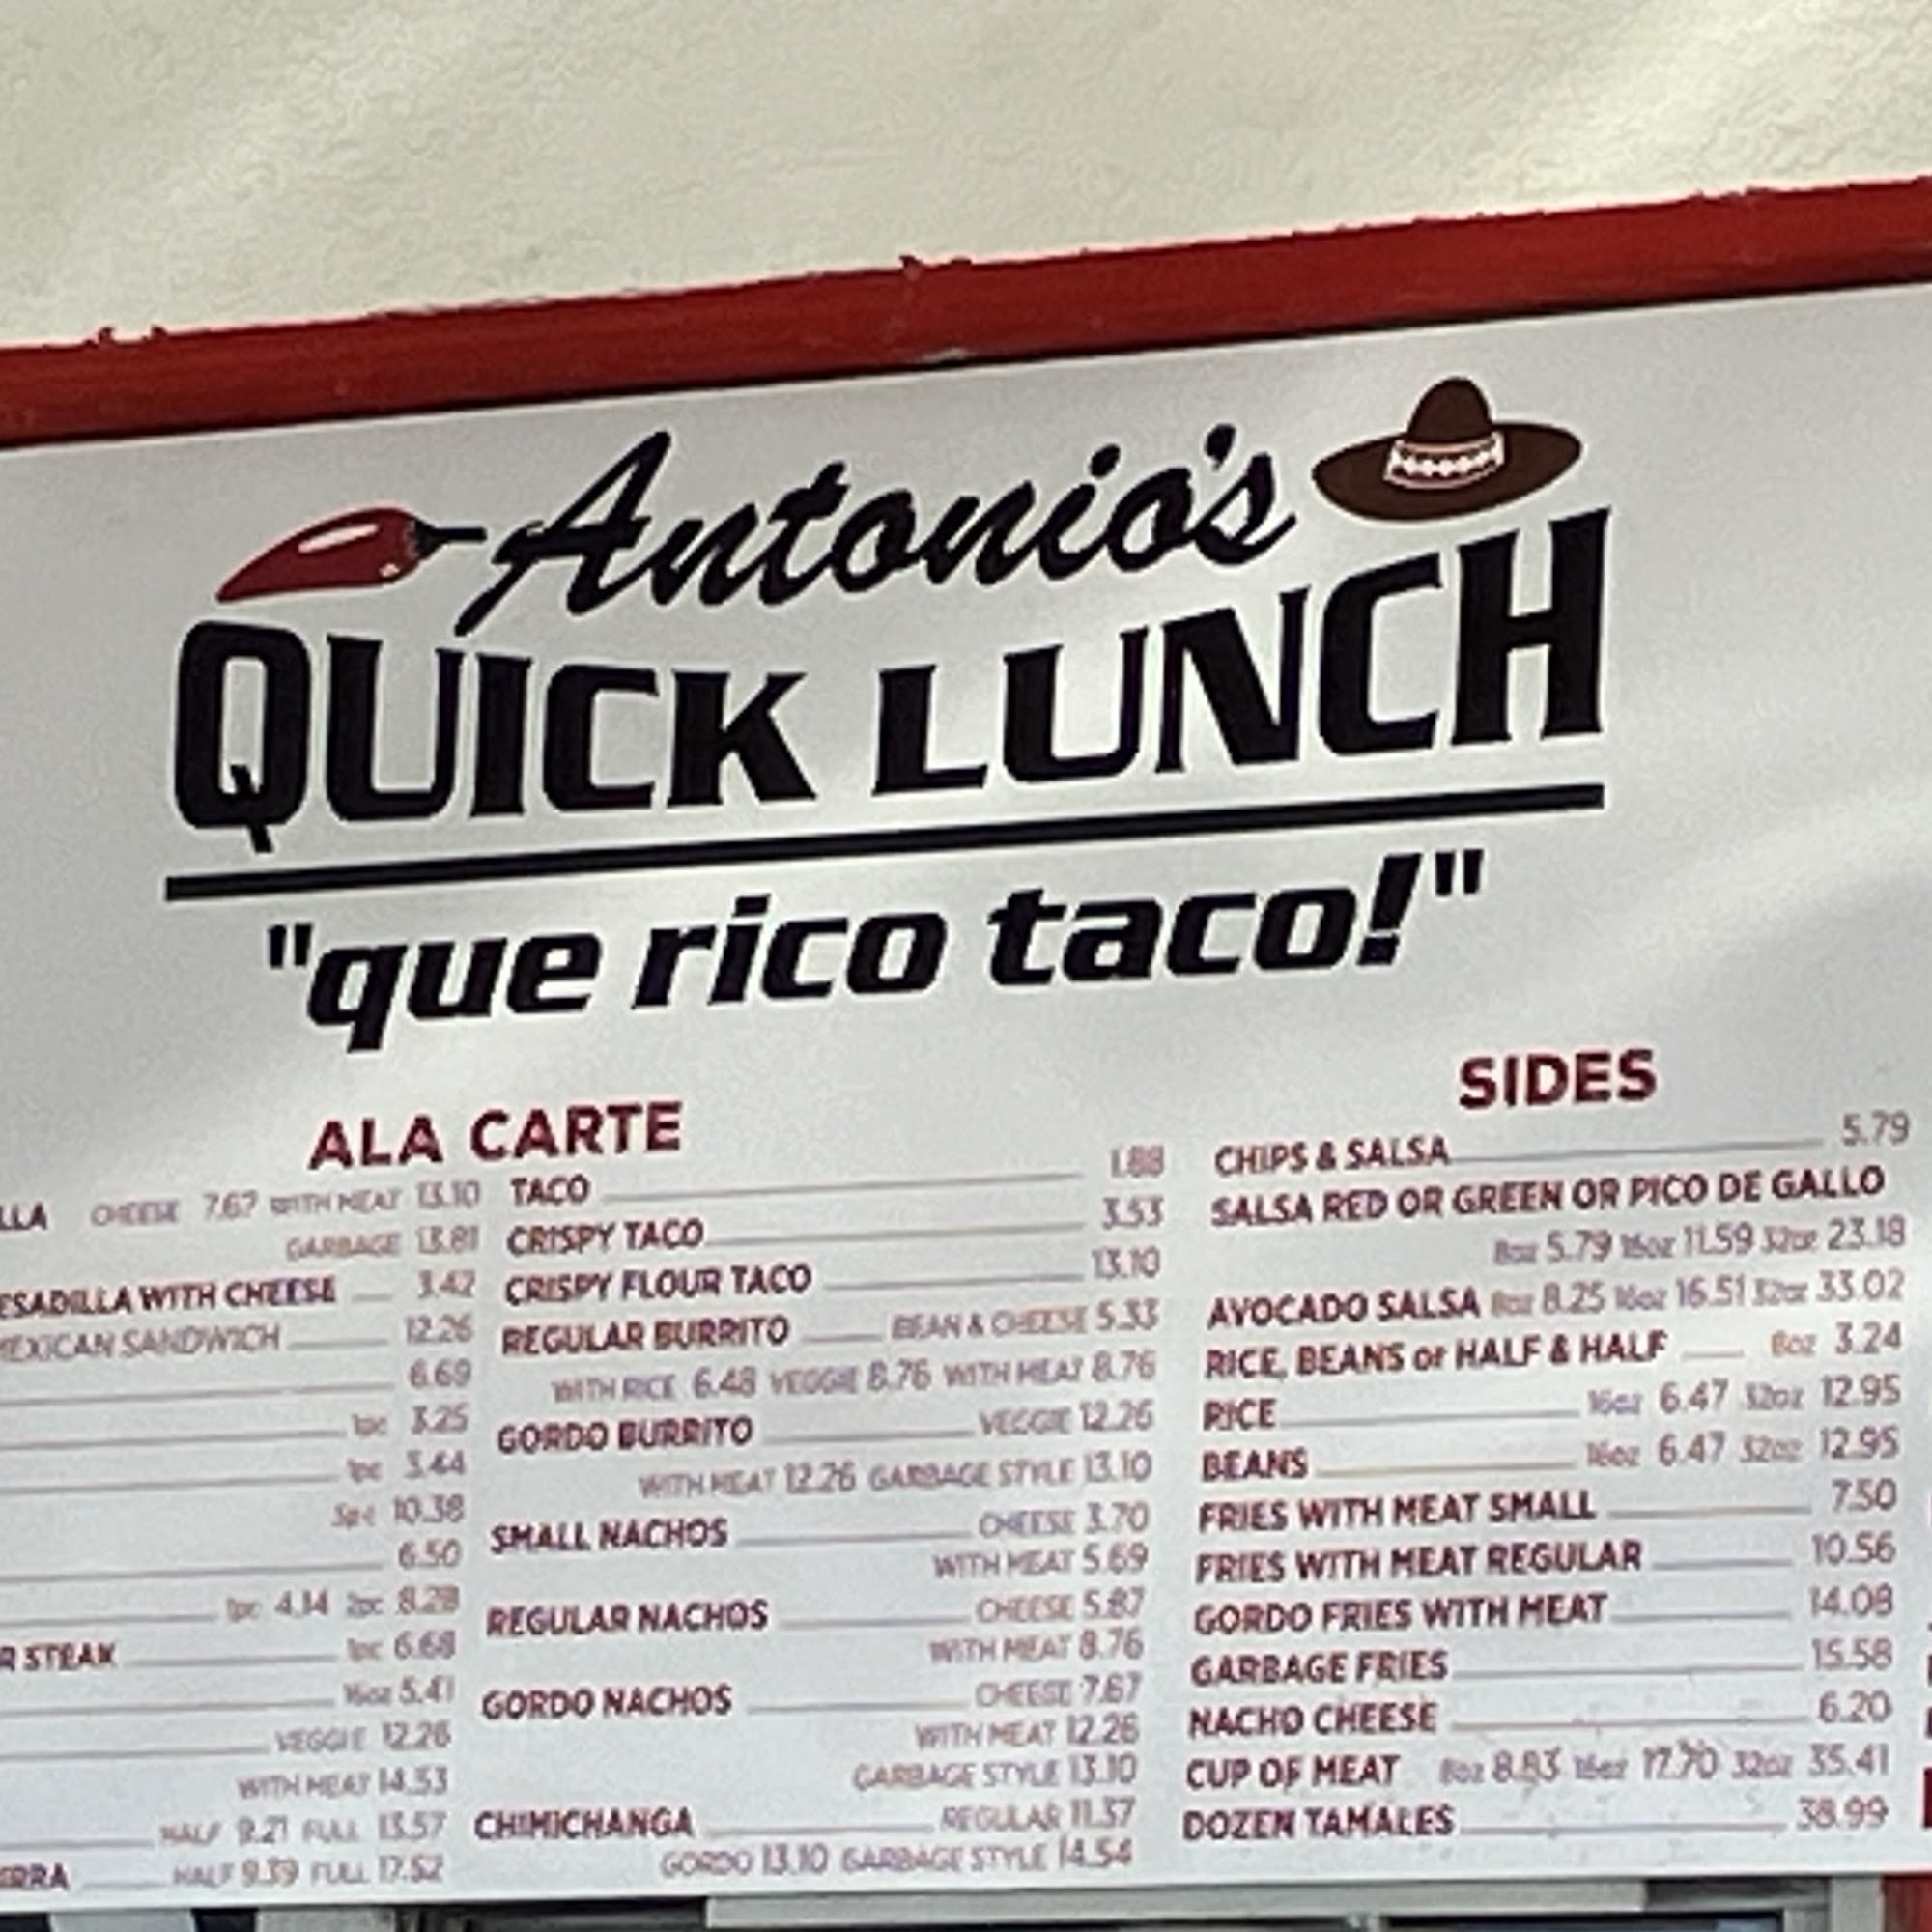 Antonio's
QUICK LUNCH
"que rico taco!"
ALA CARTE
LLA CHEESE 7.67 WITH MEAT 13.10
GARBAGE 13.81
ESADILLA WITH CHEESE 3.42
MEXICAN SANDWICH 12.26
6.69
1pc 3.25
1pc 3.44
3pc 10.38
6.50
1pc 4.14 2pc 8.28
R STEAK 1pc 6.68
16oz 5.41
VEGGIE 12.26
WITH MEAT 14.53
HALF 9.21 FULL 13.57
ERRA HALF 9.39 FULL 17.52
TACO 1.88
CRISPY TACO 3.53
CRISPY FLOUR TACO 13.10
REGULAR BURRITO BEAN & CHEESE 5.33
WITH RICE 6.48 VEGGIE 8.76 WITH MEAT 8.76
GORDO BURRITO VEGGIE 12.26
WITH MEAT 12.26 GARBAGE STYLE 13.10
SMALL NACHOS CHEESE 3.70
WITH MEAT 5.69
REGULAR NACHOS CHEESE 5.87
WITH MEAT 8.76
GORDO NACHOS CHEESE 7.67
WITH MEAT 12.26
GARBAGE STYLE 13.10
CHIMICHANGA REGULAR 11.37
GORDO 13.10 GARBAGE STYLE 14.54
SIDES
CHIPS & SALSA 5.79
SALSA RED OR GREEN OR PICO DE GALLO
8oz 5.79 16oz 11.59 32oz 23.18
AVOCADO SALSA 8oz 8.25 16oz 16.51 32oz 33.02
RICE, BEANS or HALF & HALF 8oz 3.24
RICE 16oz 6.47 32oz 12.95
BEANS 16oz 6.47 32oz 12.95
FRIES WITH MEAT SMALL 7.50
FRIES WITH MEAT REGULAR 10.56
GORDO FRIES WITH MEAT 14.08
GARBAGE FRIES 15.58
NACHO CHEESE 6.20
CUP OF MEAT 8oz 8.83 16oz 17.70 32oz 35.41
DOZEN TAMALES 38.99